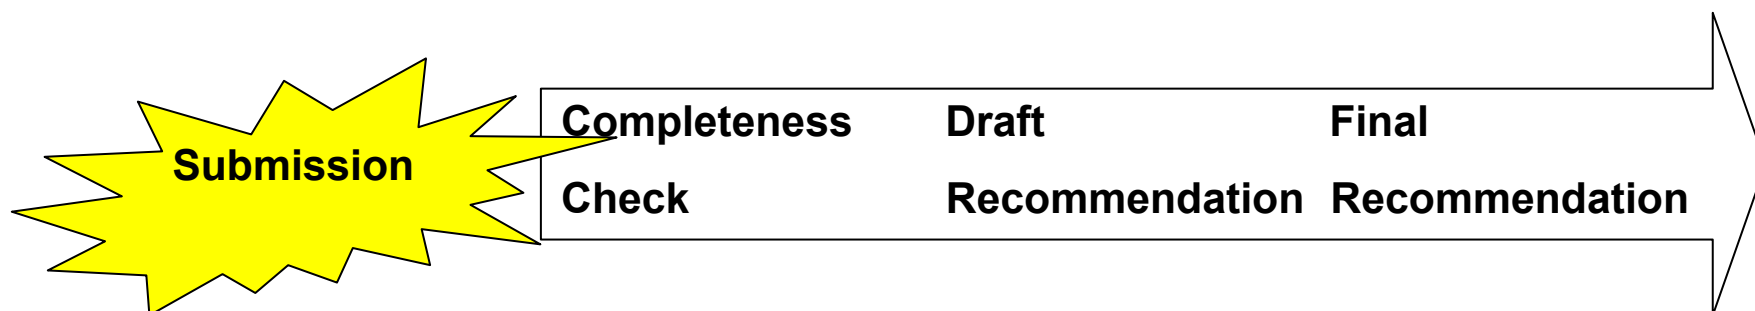 Submission
Completeness Draft Final
Check Recommendation Recommendation